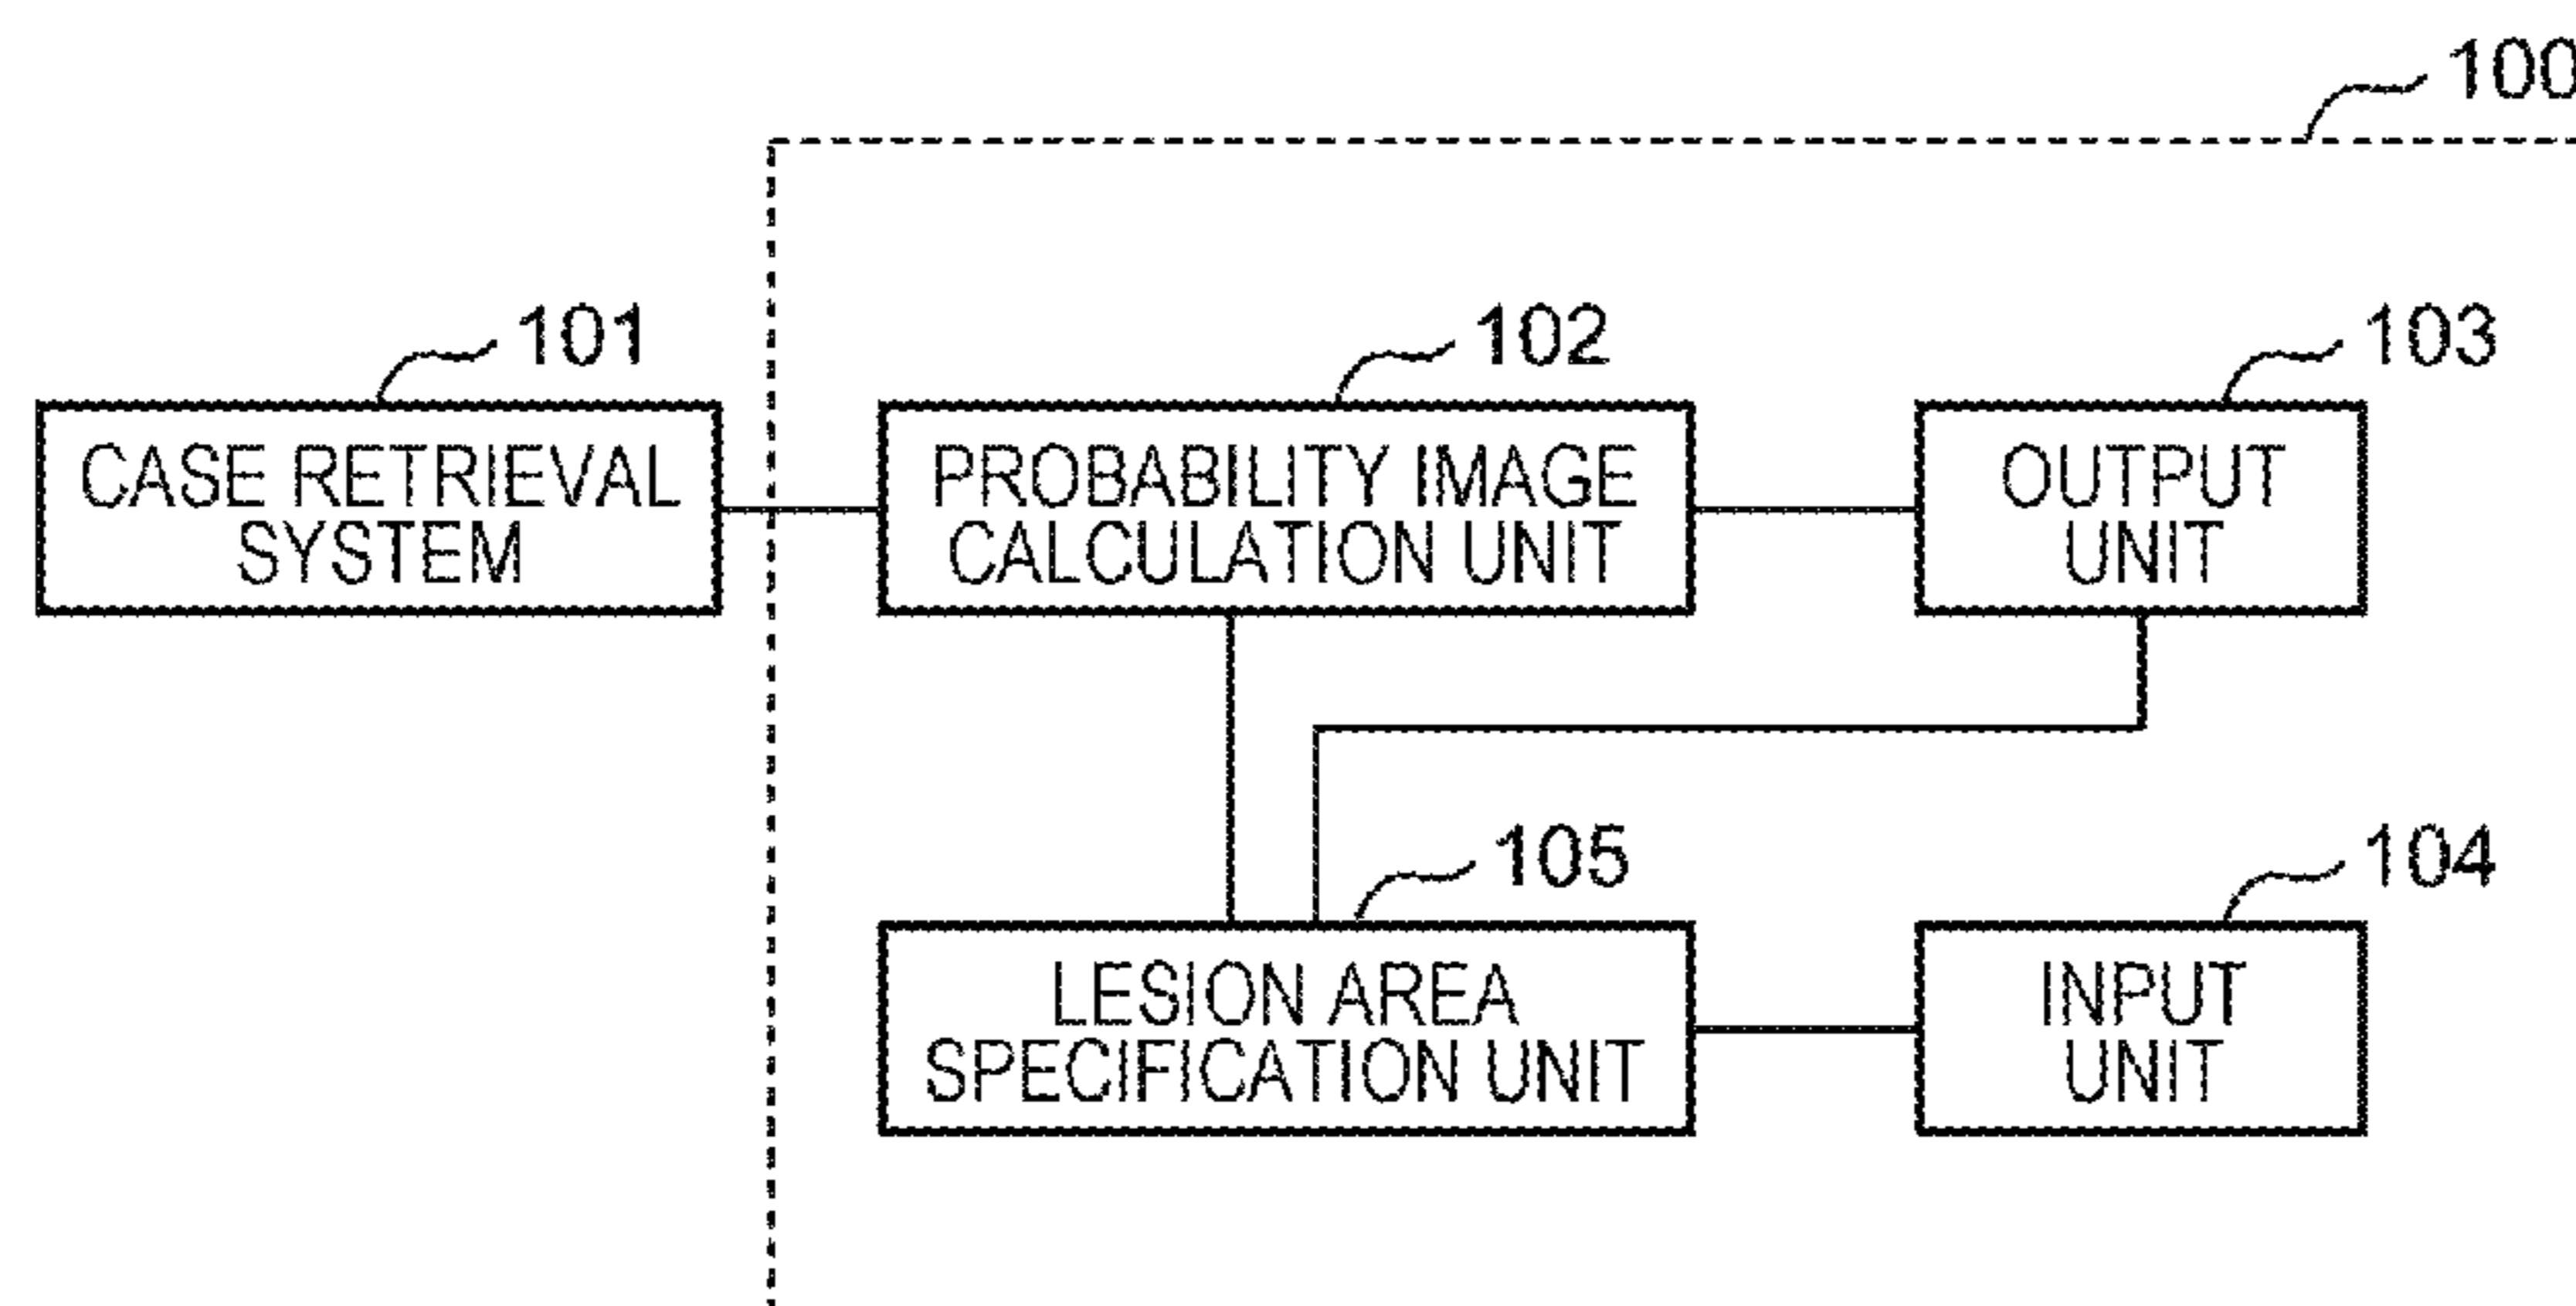 100
101
102
103
CASE RETRIEVAL
SYSTEM
PROBABILITY IMAGE
CALCULATION UNIT
OUTPUT
UNIT
105
104
LESION AREA
SPECIFICATION UNIT
INPUT
UNIT